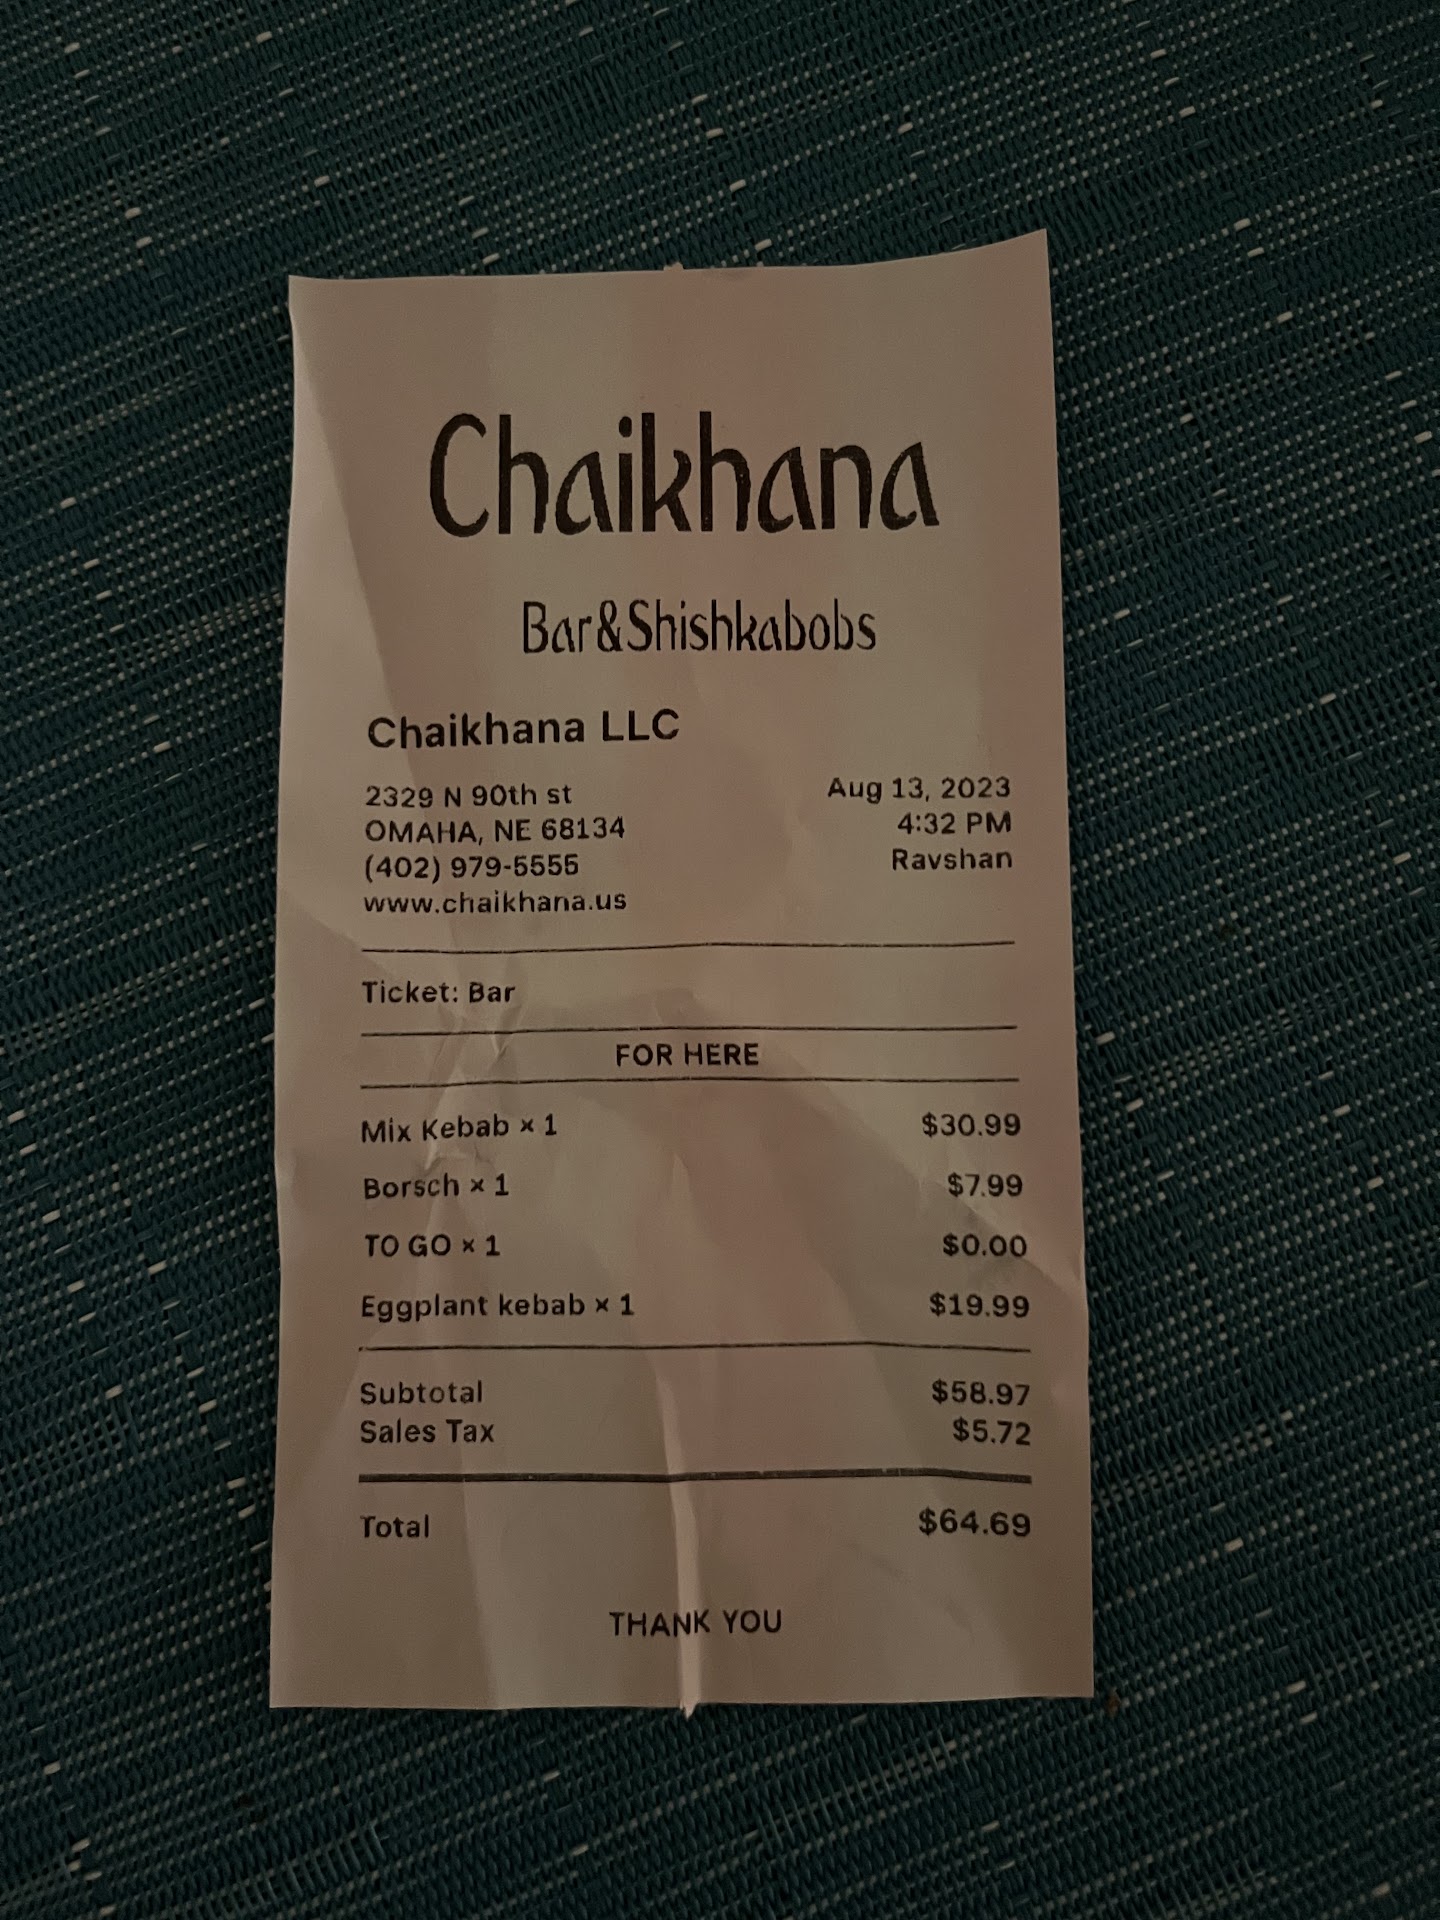 Chaikhana
Bar&Shishkabobs
Chaikhana LLC
2329 N 90th st
OMAHA, NE 68134
(402) 979-5555
www.chaikhana.us
Aug 13, 2023
4:32 PM
Ravshan
Ticket: Bar
FOR HERE
Mix Kebab × 1 $30.99
Borsch × 1 $7.99
TO GO × 1 $0.00
Eggplant kebab × 1 $19.99
Subtotal $58.97
Sales Tax $5.72
Total $64.69
THANK YOU